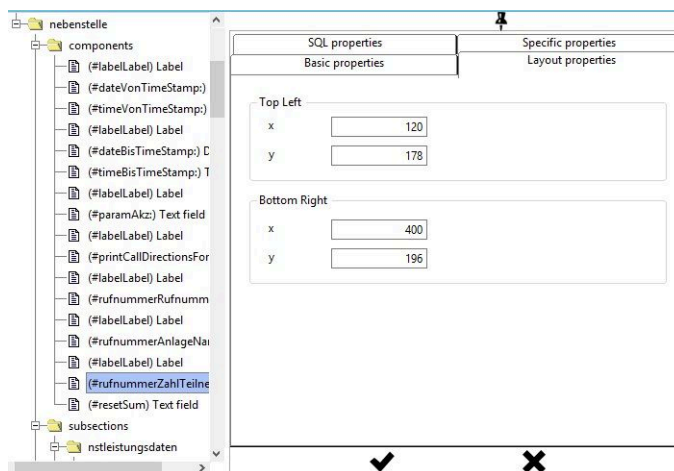 nebenstelle
components
(#labelLabel) Label
(#dateVonTimeStamp:)
(#timeVonTimeStamp:)
(#labelLabel) Label
(#dateBisTimeStamp:) D
(#timeBisTimeStamp:) T
(#labelLabel) Label
(#paramAkz:) Text field
(#labelLabel) Label
(#printCallDirectionsFor
(#labelLabel) Label
(#rufnummerRufnumm
(#labelLabel) Label
(#rufnummerAnlageNa
(#labelLabel) Label
(#rufnummerZahlTeilne
(#resetSum) Text field
subsections
nstleistungsdaten
SQL properties
Specific properties
Basic properties
Layout properties
Top Left
x 120
y 178
Bottom Right
x 400
y 196